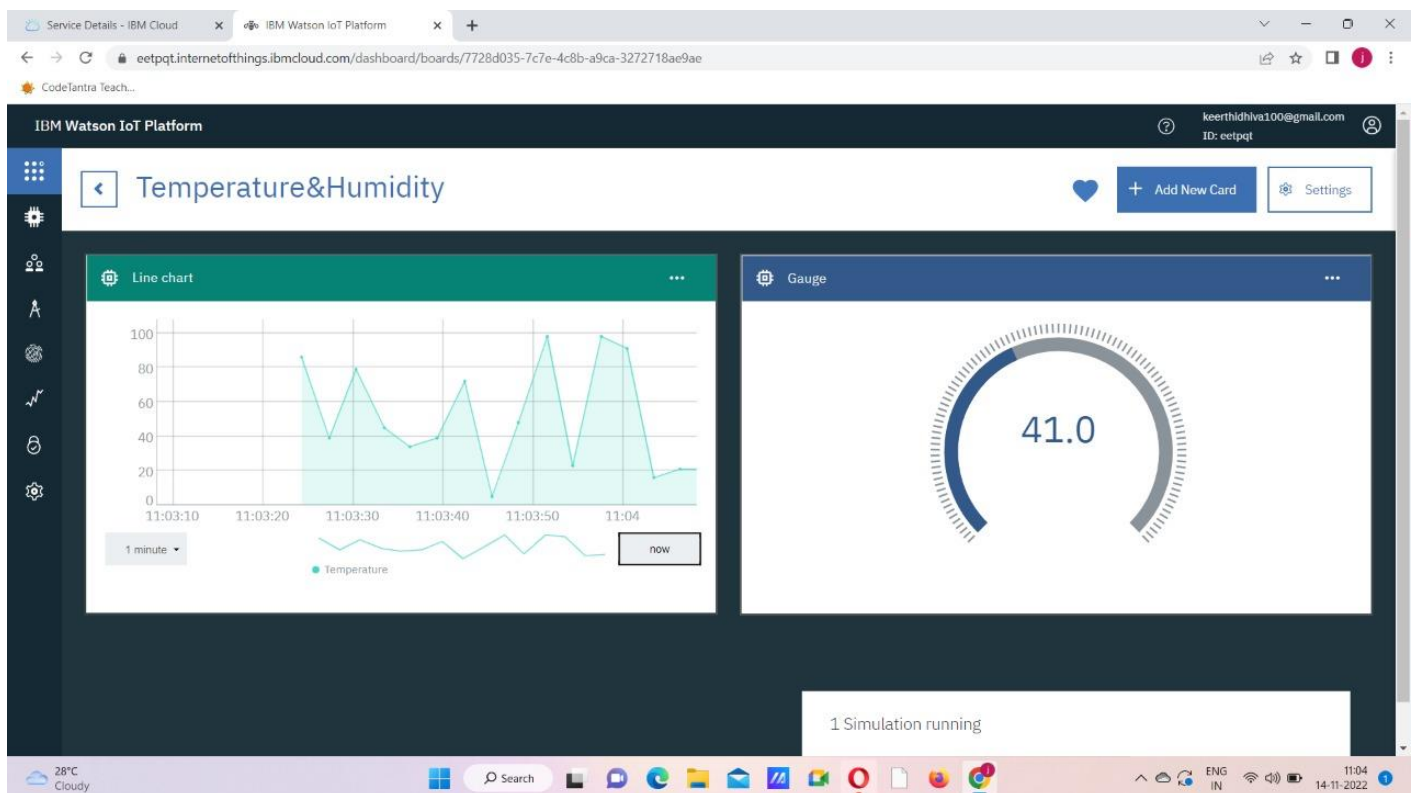 Service Details - IBM Cloud
IBM Watson IoT Platform
eetpqt.internetofthings.ibmcloud.com/dashboard/boards/7728d035-7c7e-4c8b-a9ca-3272718ae9ae
CodeTantra Teach...
IBM Watson IoT Platform
keerthidhiva100@gmail.com
ID: eetpqt
Temperature&Humidity
+ Add New Card
Settings
Line chart
100
80
60
40
20
0
11:03:10 11:03:20 11:03:30 11:03:40 11:03:50 11:04
1 minute
now
Temperature
Gauge
41.0
1 Simulation running
28°C
Cloudy
Search
ENG
IN
11:04
14-11-2022
1